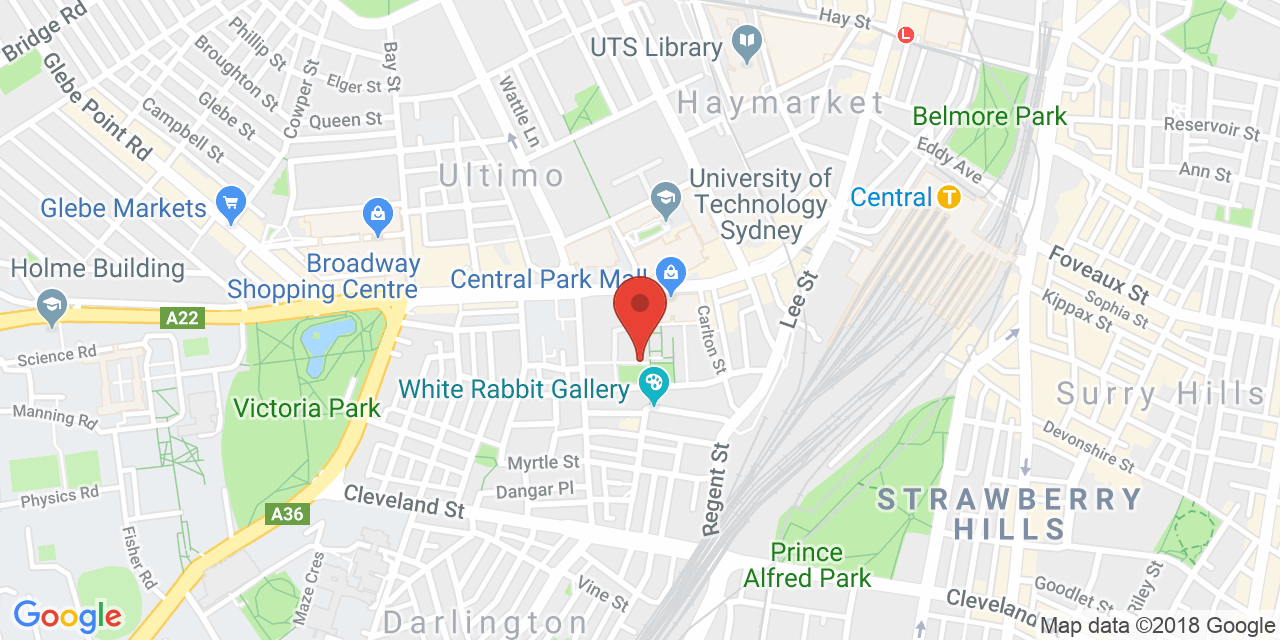 Bridge Rd
Phillip St
Broughton St
Glebe St
Campbell St
Glebe Point Rd
Cowper St
Elger St
Queen St
Bay St
Wattle Ln
Ultimo
UTS Library
Hay St
L
Haymarket
Belmore Park
Eddy Ave
Reservoir St
Ann St
Glebe Markets
Broadway
Shopping Centre
Holme Building
University of
Technology
Sydney
Central
T
Central Park Mall
A22
Science Rd
Manning Rd
Physics Rd
Fisher Rd
Victoria Park
White Rabbit Gallery
Carlton St
Lee St
Regent St
Foveaux St
Sophia St
Kippax St
Surry Hills
Devonshire St
STRAWBERRY
HILLS
Myrtle St
Dangar Pl
Cleveland St
A36
Maze Cres
Vine St
Darlington
Prince
Alfred Park
Goodlet St
Riley St
Cleveland
Google
Map data ©2018 Google